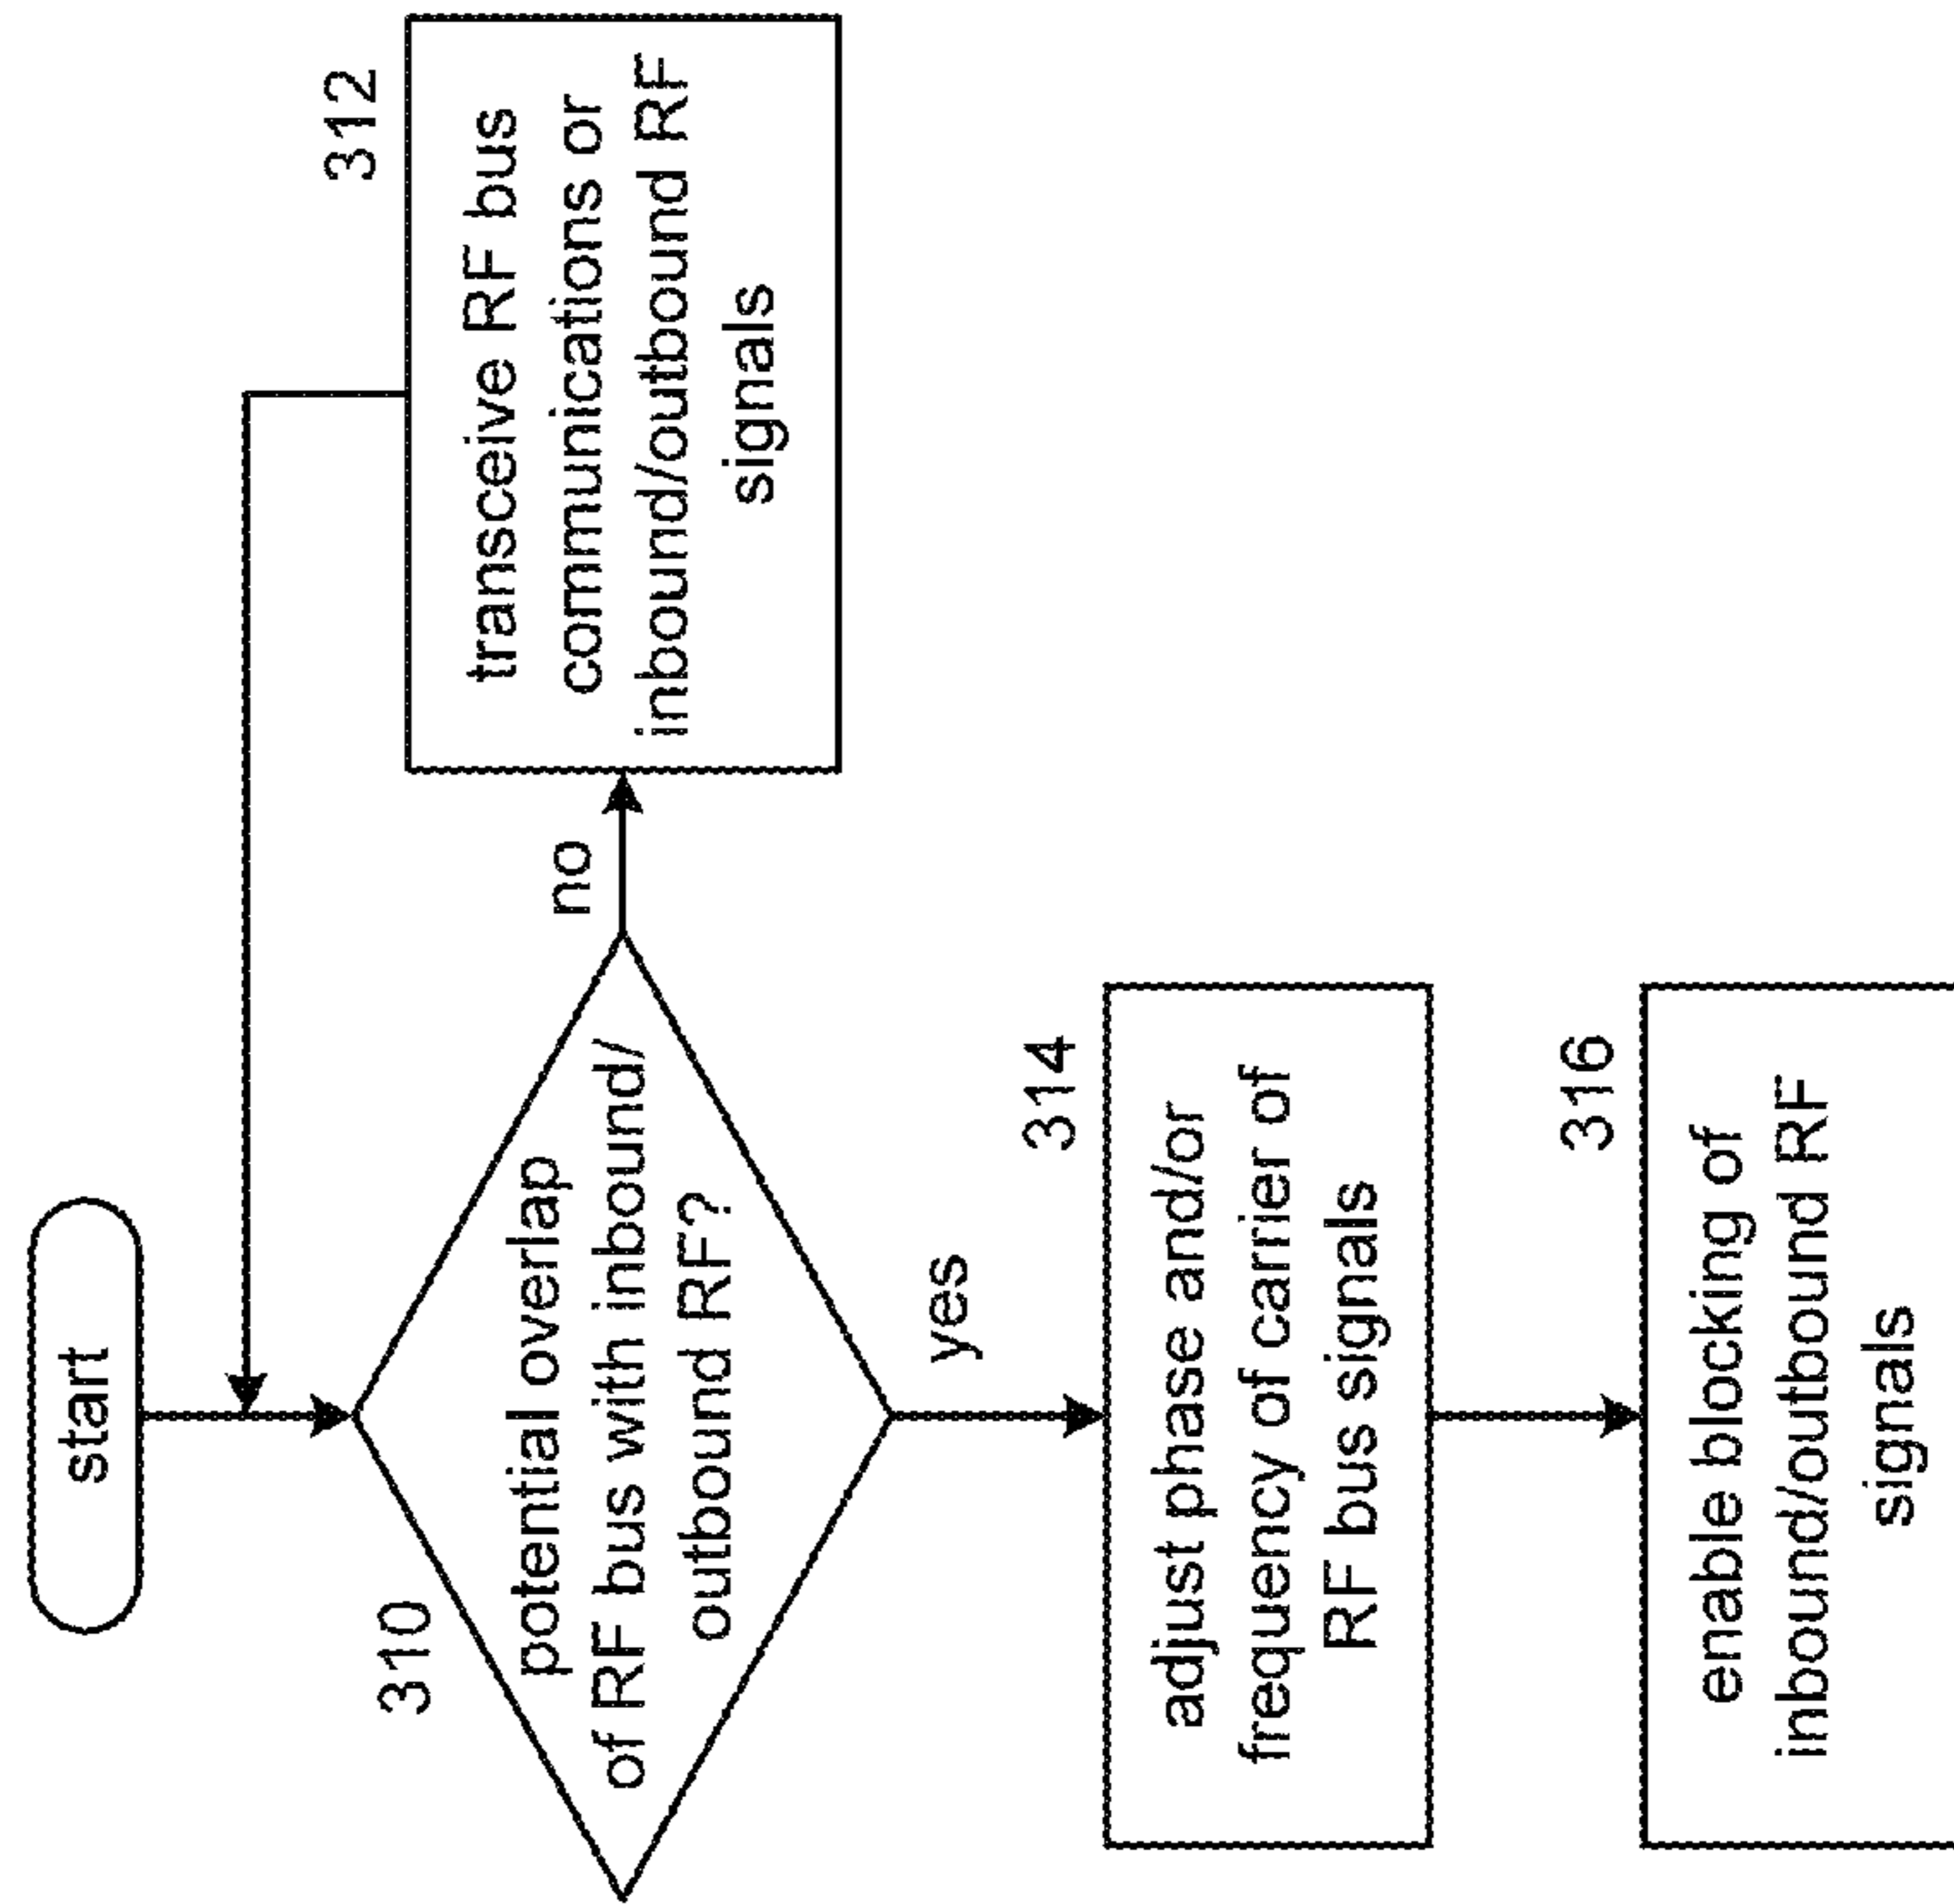 start
310
potential overlap
of RF bus with inbound/
outbound RF?
no
312
transceive RF bus
communications or
inbound/outbound RF
signals
yes
314
adjust phase and/or
frequency of carrier of
RF bus signals
316
enable blocking of
inbound/outbound RF
signals